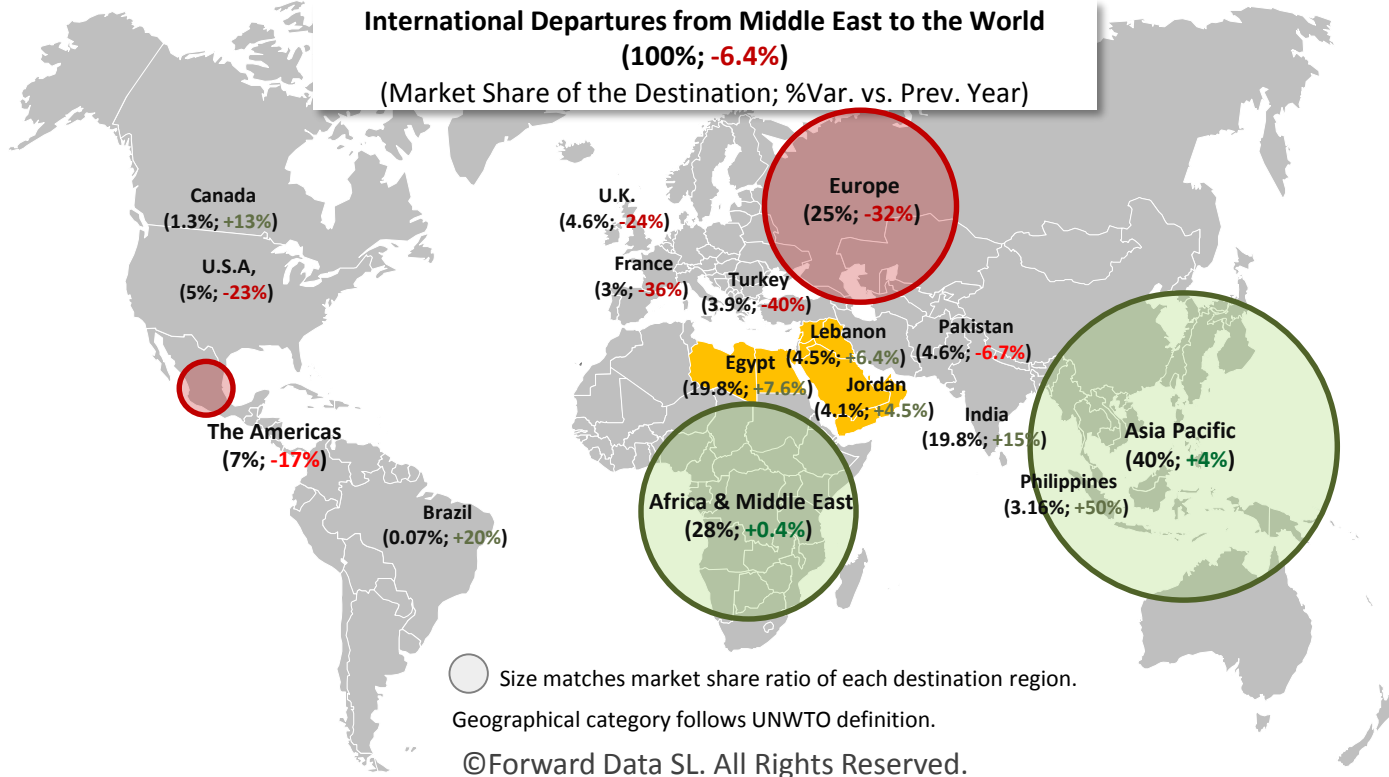 International Departures from Middle East to the World
(100%; -6.4%)
(Market Share of the Destination; %Var. vs. Prev. Year)
Canada
(1.3%; +13%)
U.S.A,
(5%; -23%)
The Americas
(7%; -17%)
Brazil
(0.07%; +20%)
U.K.
(4.6%; -24%)
France
(3%; -36%)
Turkey
(3.9%; -40%)
Europe
(25%; -32%)
Lebanon
(4.5%; +6.4%)
Egypt
(19.8%; +7.6%)
Jordan
(4.1%; +4.5%)
Pakistan
(4.6%; -6.7%)
India
(19.8%; +15%)
Asia Pacific
(40%; +4%)
Philippines
(3.16%; +50%)
Africa & Middle East
(28%; +0.4%)
Size matches market share ratio of each destination region.
Geographical category follows UNWTO definition.
©Forward Data SL. All Rights Reserved.